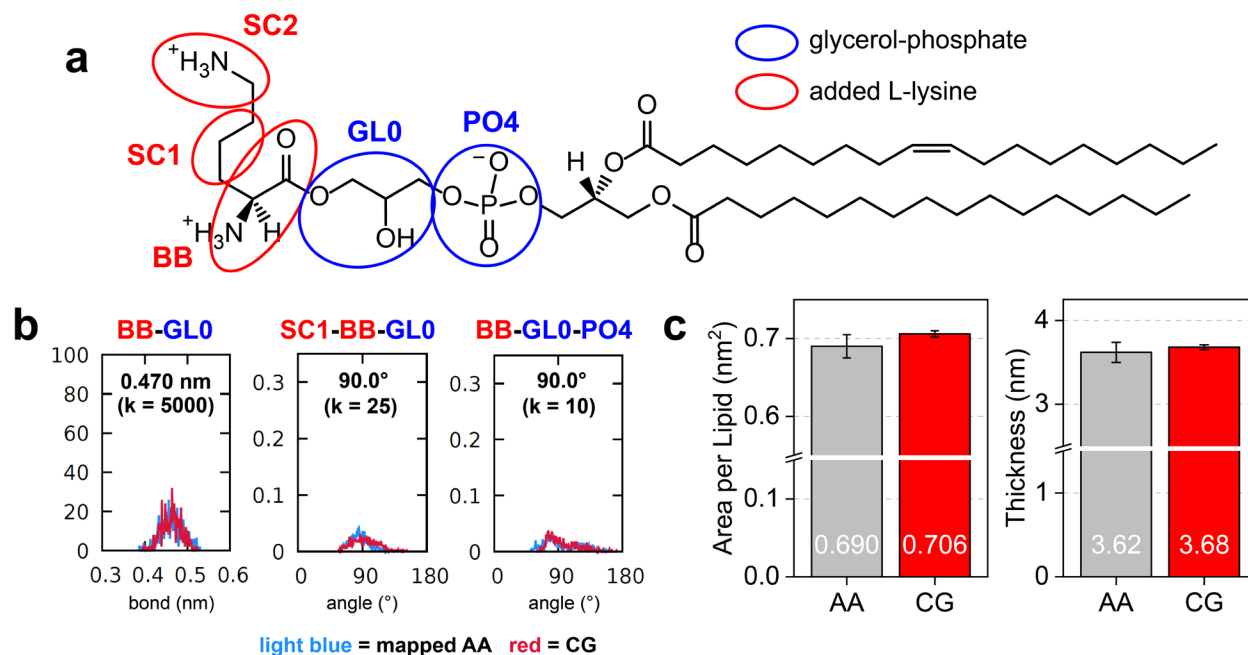 a
SC2
+H3N
SC1
O
GL0
PO4
O
OH
+H3N
H
BB
−O
O
P
O
O
H
O
O
O
O
glycerol-phosphate
added L-lysine
b
BB-GL0
SC1-BB-GL0
BB-GL0-PO4
100
80
60
40
20
0
0.470 nm
(k = 5000)
0.3 0.4 0.5 0.6
bond (nm)
0.3
0.2
0.1
0
90.0°
(k = 25)
0 90 180
angle (°)
0.3
0.2
0.1
0
90.0°
(k = 10)
0 90 180
angle (°)
light blue = mapped AA red = CG
c
Area per Lipid (nm2)
0.7
0.6
0.1
0.0
0.690
0.706
AA CG
Thickness (nm)
4
3
1
0
3.62
3.68
AA CG